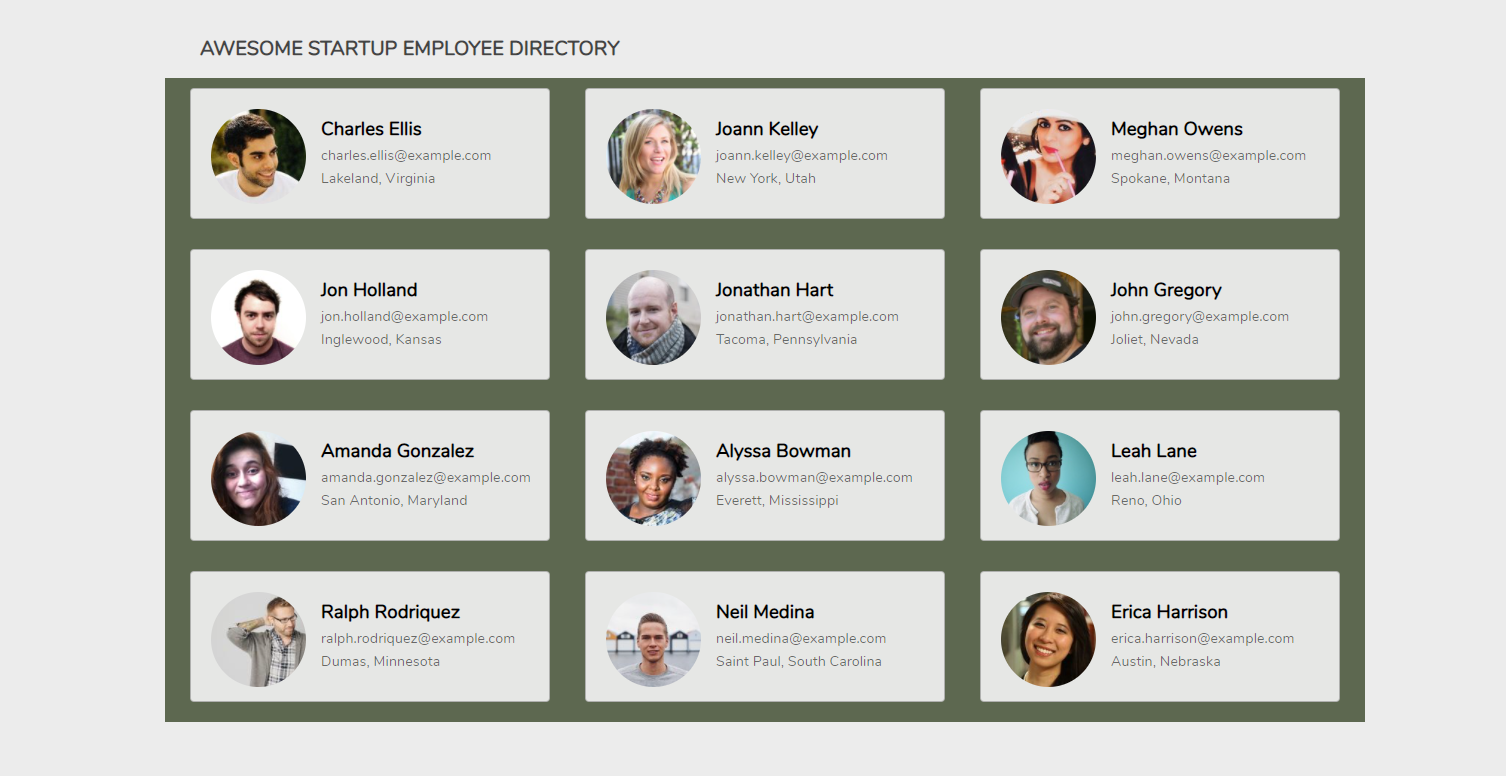 AWESOME STARTUP EMPLOYEE DIRECTORY
Charles Ellis
charles.ellis@example.com
Lakeland, Virginia
Joann Kelley
joann.kelley@example.com
New York, Utah
Meghan Owens
meghan.owens@example.com
Spokane, Montana
Jon Holland
jon.holland@example.com
Inglewood, Kansas
Jonathan Hart
jonathan.hart@example.com
Tacoma, Pennsylvania
John Gregory
john.gregory@example.com
Joliet, Nevada
Amanda Gonzalez
amanda.gonzalez@example.com
San Antonio, Maryland
Alyssa Bowman
alyssa.bowman@example.com
Everett, Mississippi
Leah Lane
leah.lane@example.com
Reno, Ohio
Ralph Rodriquez
ralph.rodriquez@example.com
Dumas, Minnesota
Neil Medina
neil.medina@example.com
Saint Paul, South Carolina
Erica Harrison
erica.harrison@example.com
Austin, Nebraska